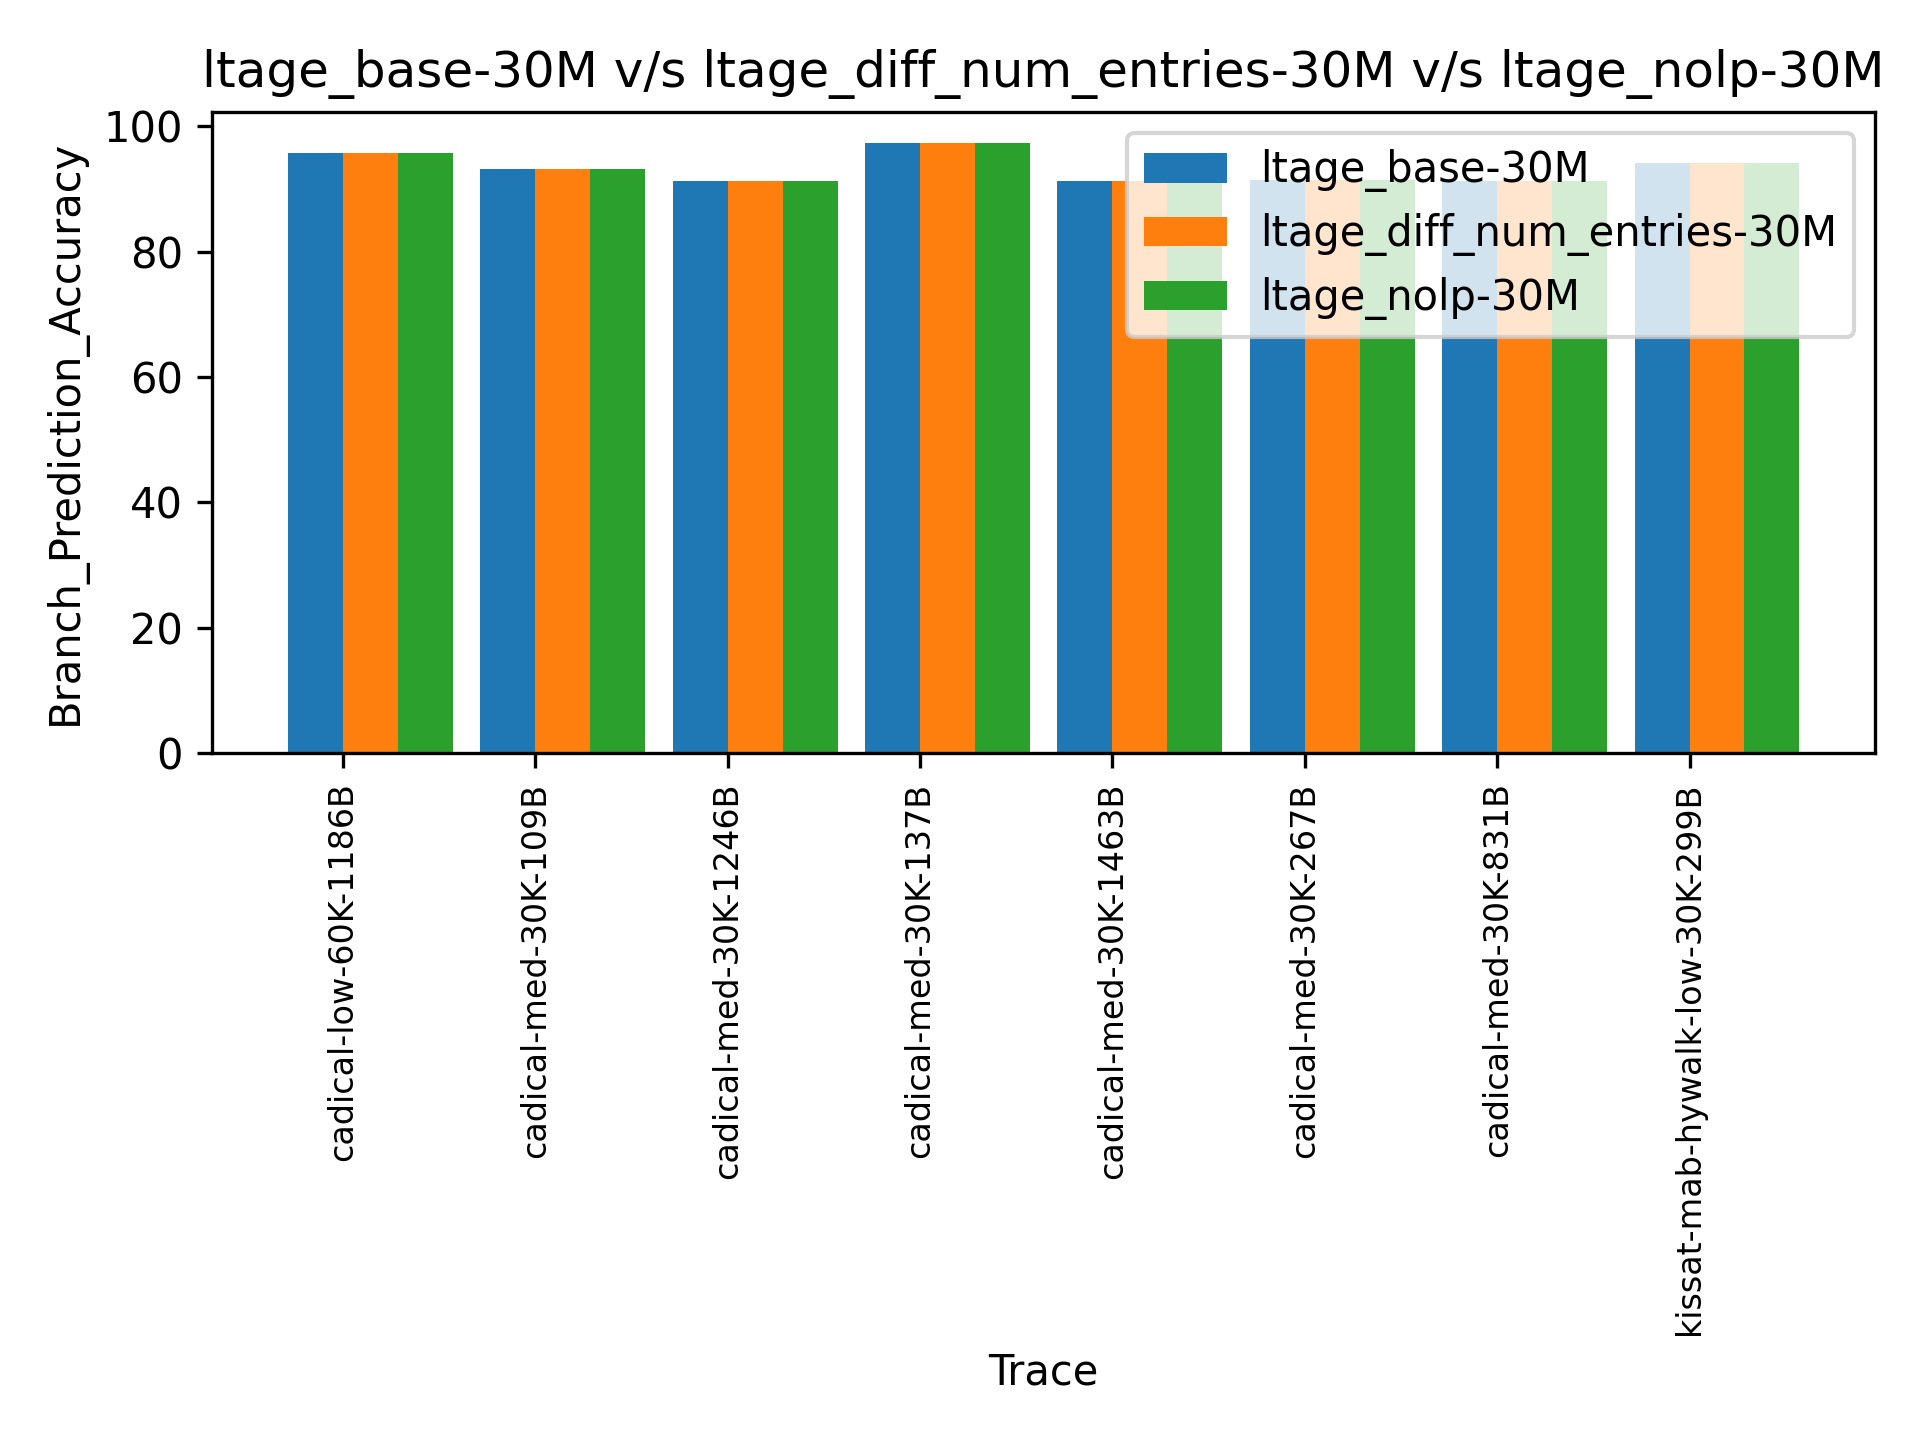 ltage_base-30M v/s ltage_diff_num_entries-30M v/s ltage_nolp-30M
Branch_Prediction_Accuracy
100
80
60
40
20
0
ltage_base-30M
ltage_diff_num_entries-30M
ltage_nolp-30M
cadical-low-60K-1186B
cadical-med-30K-109B
cadical-med-30K-1246B
cadical-med-30K-137B
cadical-med-30K-1463B
cadical-med-30K-267B
cadical-med-30K-831B
kissat-mab-hywalk-low-30K-299B
Trace